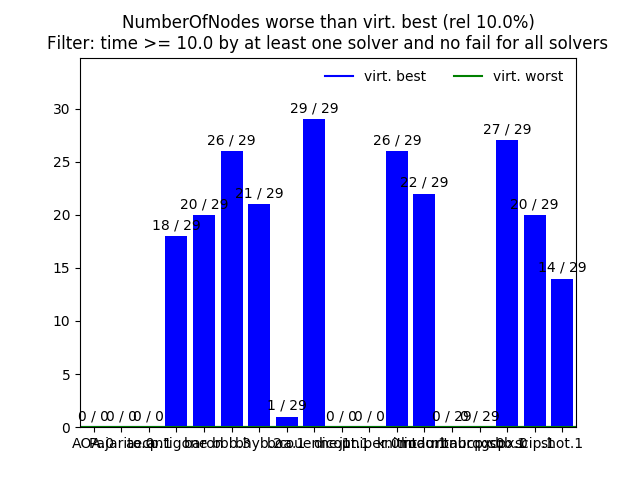 NumberOfNodes worse than virt. best (rel 10.0%)
Filter: time >= 10.0 by at least one solver and no fail for all solvers
virt. best virt. worst
30
25
20
15
10
5
0
0 / 0 0 / 0 0 / 0 18 / 29 20 / 29 26 / 29 21 / 29 1 / 29 29 / 29 0 / 0 0 / 0 26 / 29 22 / 29 0 / 29 0 / 29 27 / 29 20 / 29 14 / 29
shot.1